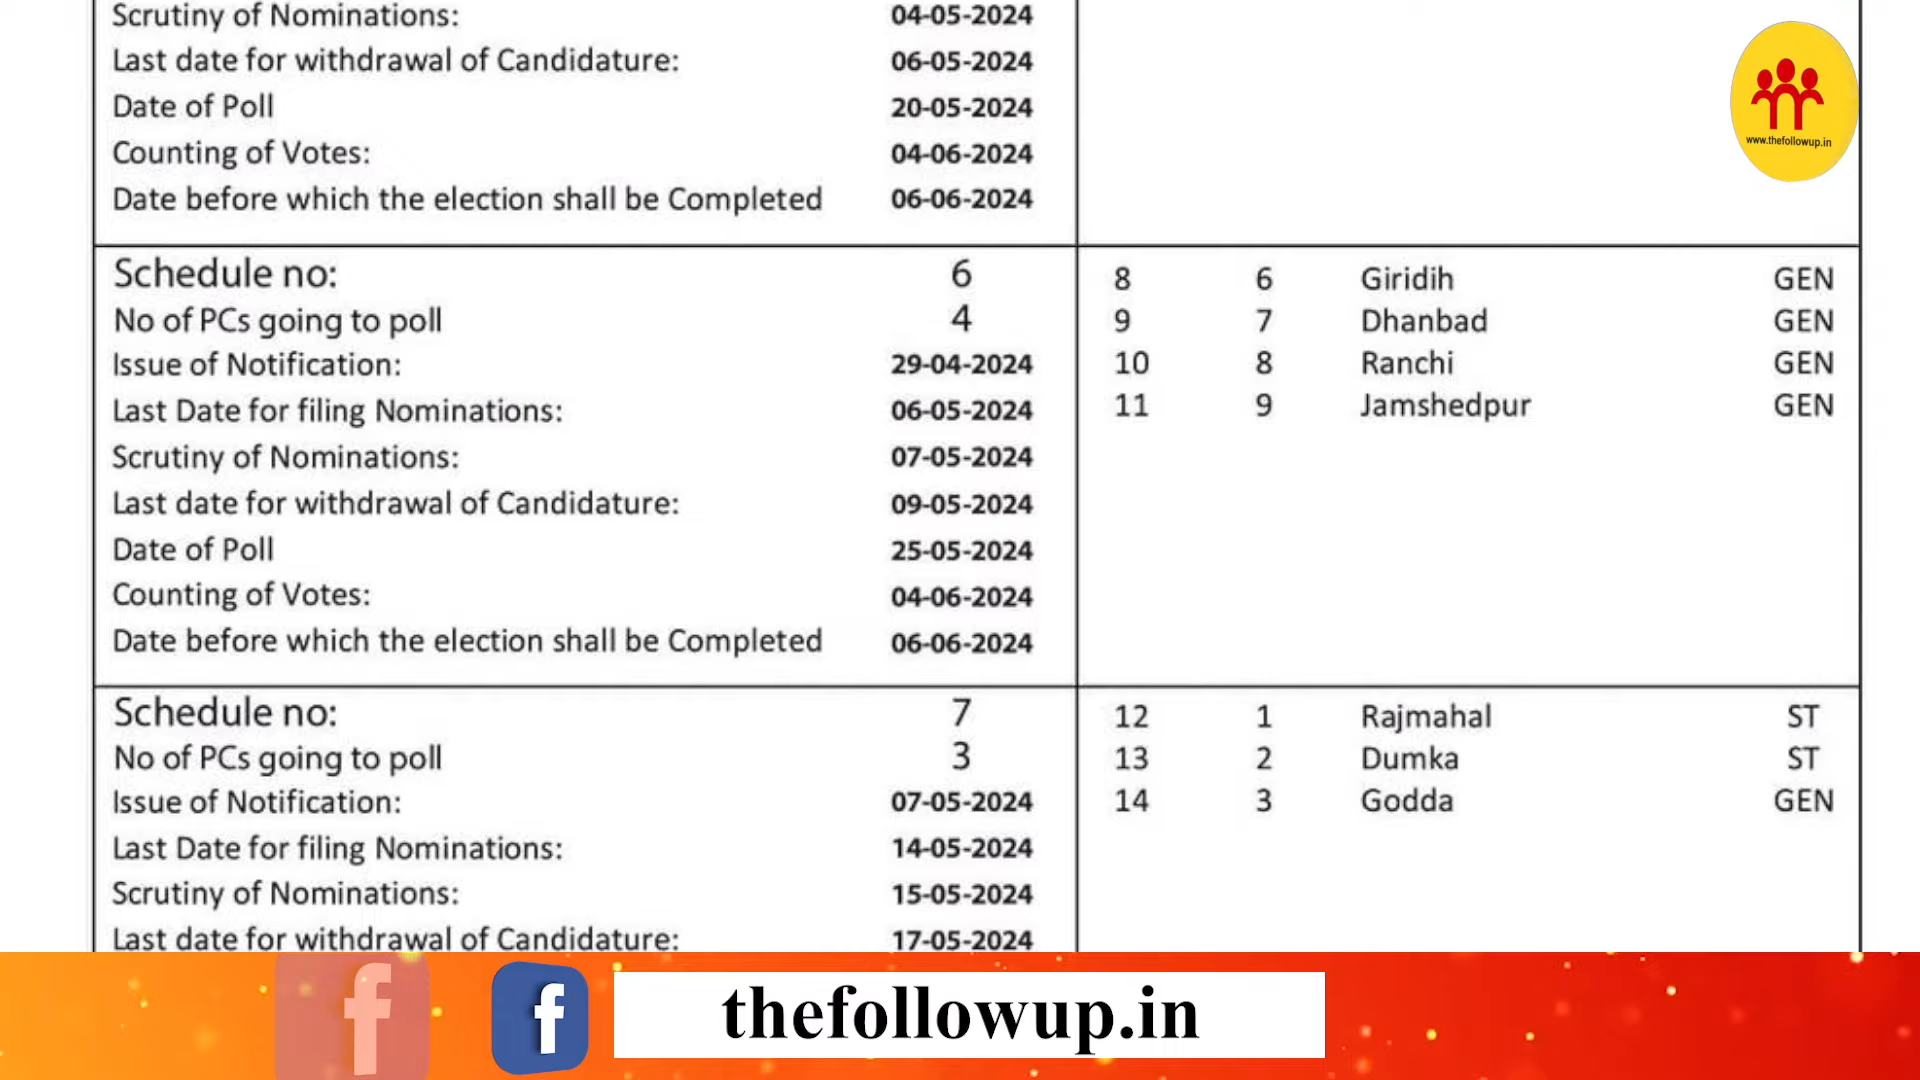 Scrutiny of Nominations: 04-05-2024
Last date for withdrawal of Candidature: 06-05-2024
Date of Poll 20-05-2024
Counting of Votes: 04-06-2024
Date before which the election shall be Completed 06-06-2024
www.thefollowup.in
Schedule no: 6
No of PCs going to poll 4
Issue of Notification: 29-04-2024
Last Date for filing Nominations: 06-05-2024
Scrutiny of Nominations: 07-05-2024
Last date for withdrawal of Candidature: 09-05-2024
Date of Poll 25-05-2024
Counting of Votes: 04-06-2024
Date before which the election shall be Completed 06-06-2024
8 6 Giridih GEN
9 7 Dhanbad GEN
10 8 Ranchi GEN
11 9 Jamshedpur GEN
Schedule no: 7
No of PCs going to poll 3
Issue of Notification: 07-05-2024
Last Date for filing Nominations: 14-05-2024
Scrutiny of Nominations: 15-05-2024
Last date for withdrawal of Candidature: 17-05-2024
12 1 Rajmahal ST
13 2 Dumka ST
14 3 Godda GEN
thefollowup.in